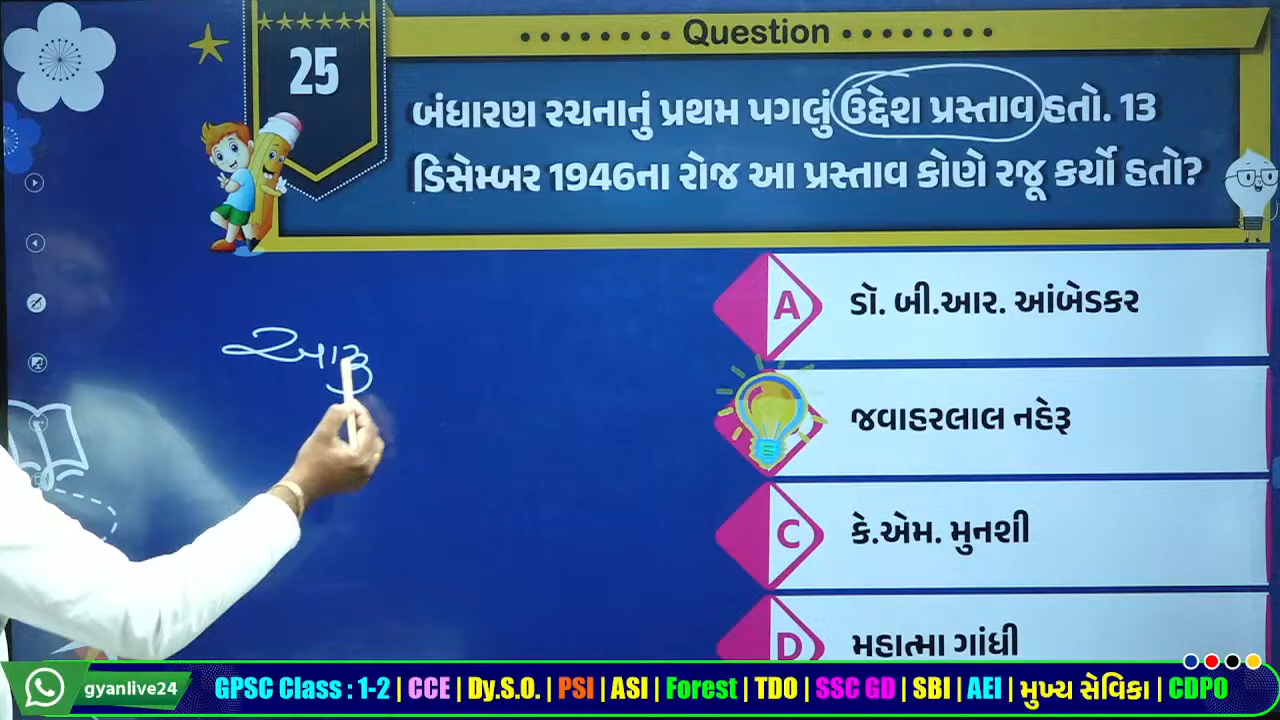 Question
25
બંધારણ રચનાનું પ્રથમ પગલું ઉદ્દેશ પ્રસ્તાવ હતો. 13
ડિસેમ્બર 1946ના રોજ આ પ્રસ્તાવ કોણે રજૂ કર્યો હતો?
A ડૉ. બી.આર. આંબેડકર
જવાહરલાલ નહેરૂ
C કે.એમ. મુનશી
D મહાત્મા ગાંધી
gyanlive24 GPSC Class : 1-2 | CCE | Dy.S.O. | PSI | ASI | Forest | TDO | SSC GD | SBI | AEI | મુખ્ય સેવિકા | CDPO